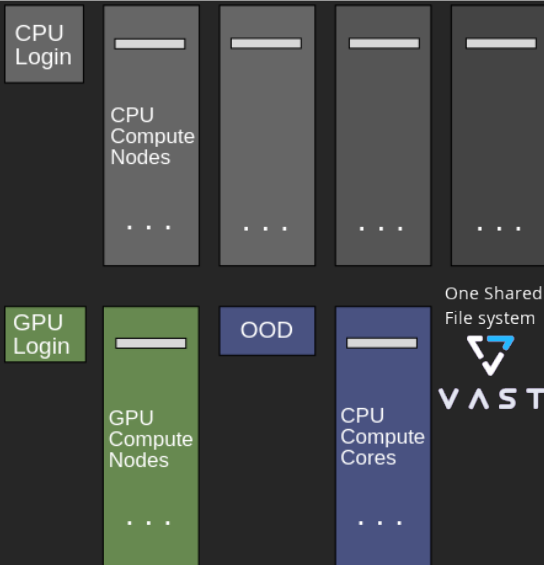 CPU
Login
CPU
Compute
Nodes
. . .
. . .
. . .
. . .
One Shared
File system
VAST
GPU
Login
OOD
GPU
Compute
Nodes
CPU
Compute
Cores
. . .
. . .